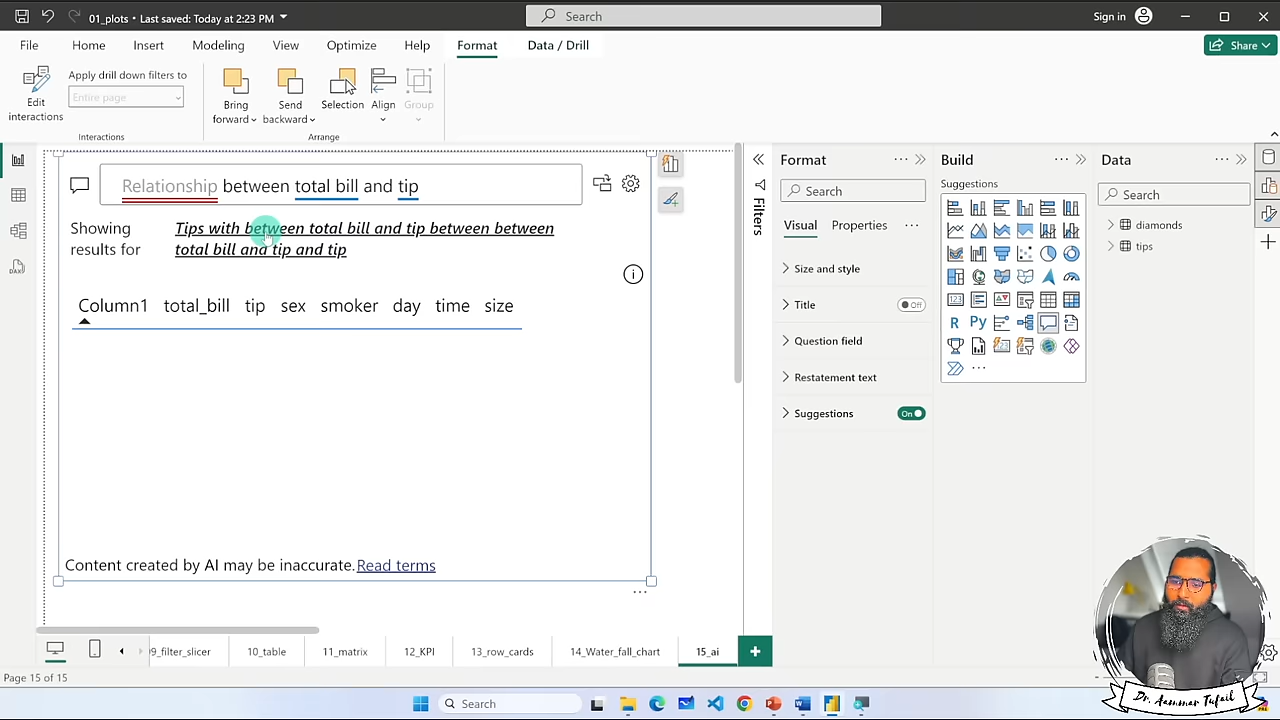 01_plots • Last saved: Today at 2:23 PM
Search
Sign in
File Home Insert Modeling View Optimize Help Format Data / Drill
Share
Edit interactions
Apply drill down filters to
Entire page
Interactions
Bring forward
Send backward
Selection
Align
Group
Arrange
Relationship between total bill and tip
Showing results for
Tips with between total bill and tip between between
total bill and tip and tip
Column1 total_bill tip sex smoker day time size
Content created by AI may be inaccurate. Read terms
Filters
Format
Search
Visual Properties
Size and style
Title Off
Question field
Restatement text
Suggestions On
Build
Suggestions
R Py
Data
Search
diamonds
tips
9_filter_slicer 10_table 11_matrix 12_KPI 13_row_cards 14_Water_fall_chart 15_ai
Page 15 of 15
Search
Dr. Aammar Tufail